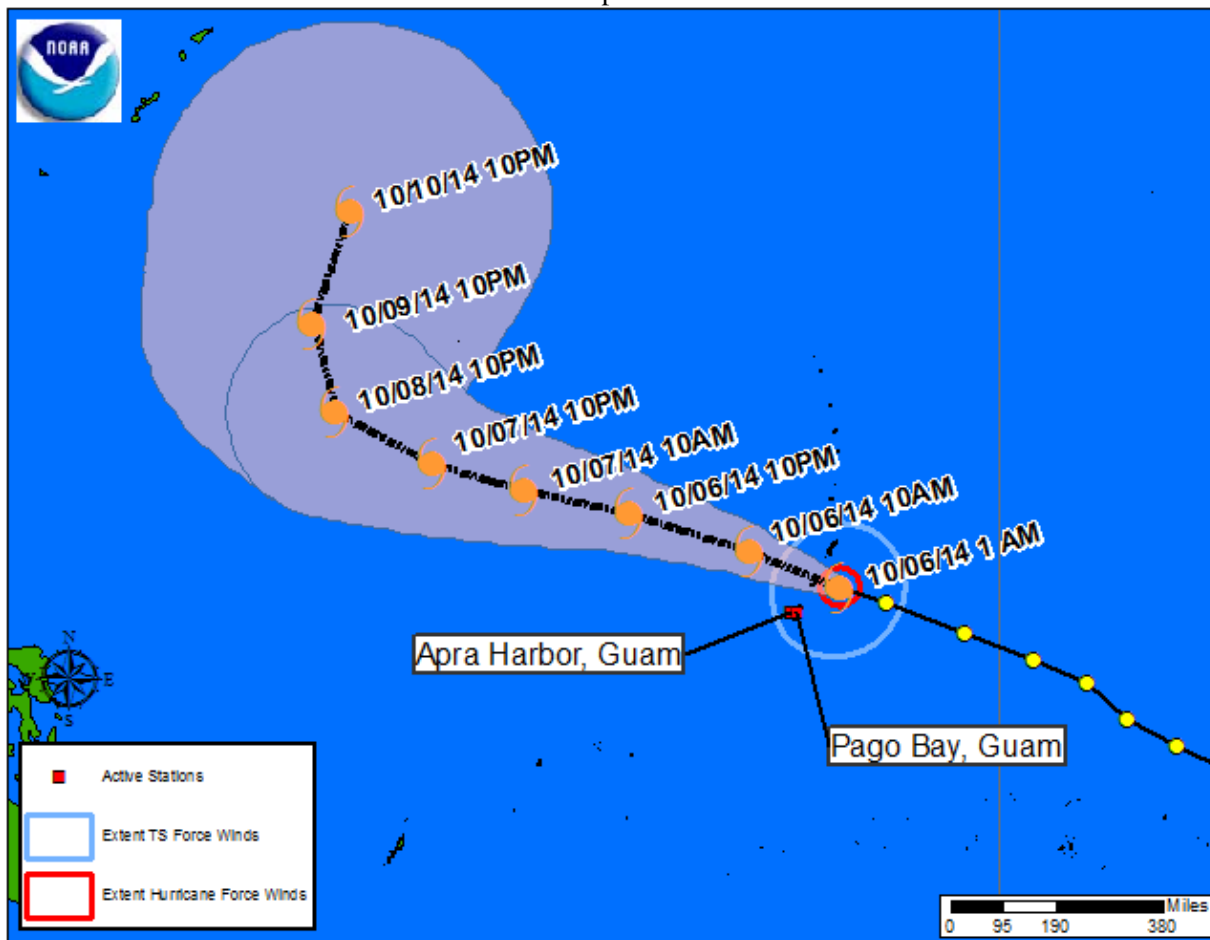 NOAA
10/10/14 10PM
10/09/14 10PM
10/08/14 10PM
10/07/14 10PM
10/07/14 10AM
10/06/14 10PM
10/06/14 10AM
10/06/14 1 AM
Apra Harbor, Guam
Pago Bay, Guam
N
E
S
Active Stations
Extent TS Force Winds
Extent Hurricane Force Winds
Miles
0 95 190 380